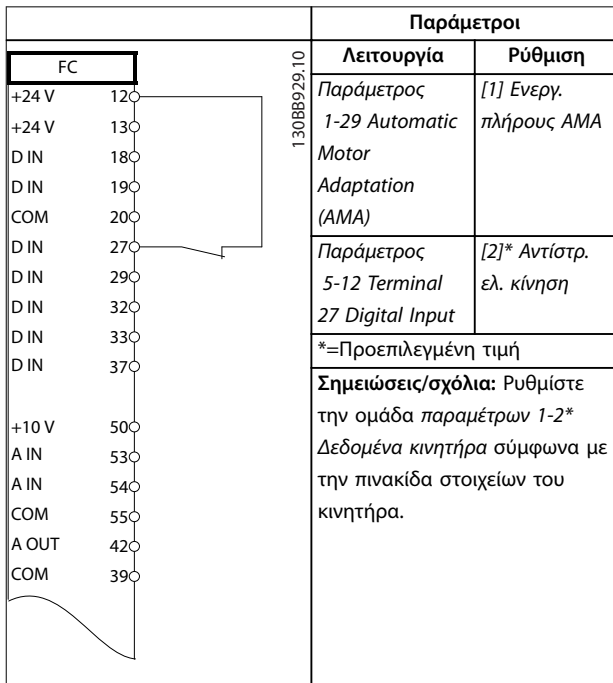 Παράμετροι
Λειτουργία Ρύθμιση
FC
+24 V 12
+24 V 13
D IN 18
D IN 19
COM 20
D IN 27
D IN 29
D IN 32
D IN 33
D IN 37
+10 V 50
A IN 53
A IN 54
COM 55
A OUT 42
COM 39
130BB929.10
Παράμετρος
1-29 Automatic
Motor
Adaptation
(AMA)
[1] Ενεργ.
πλήρους AMA
Παράμετρος
5-12 Terminal
27 Digital Input
[2]* Αντίστρ.
ελ. κίνηση
*=Προεπιλεγμένη τιμή
Σημειώσεις/σχόλια: Ρυθμίστε
την ομάδα παραμέτρων 1-2*
Δεδομένα κινητήρα σύμφωνα με
την πινακίδα στοιχείων του
κινητήρα.